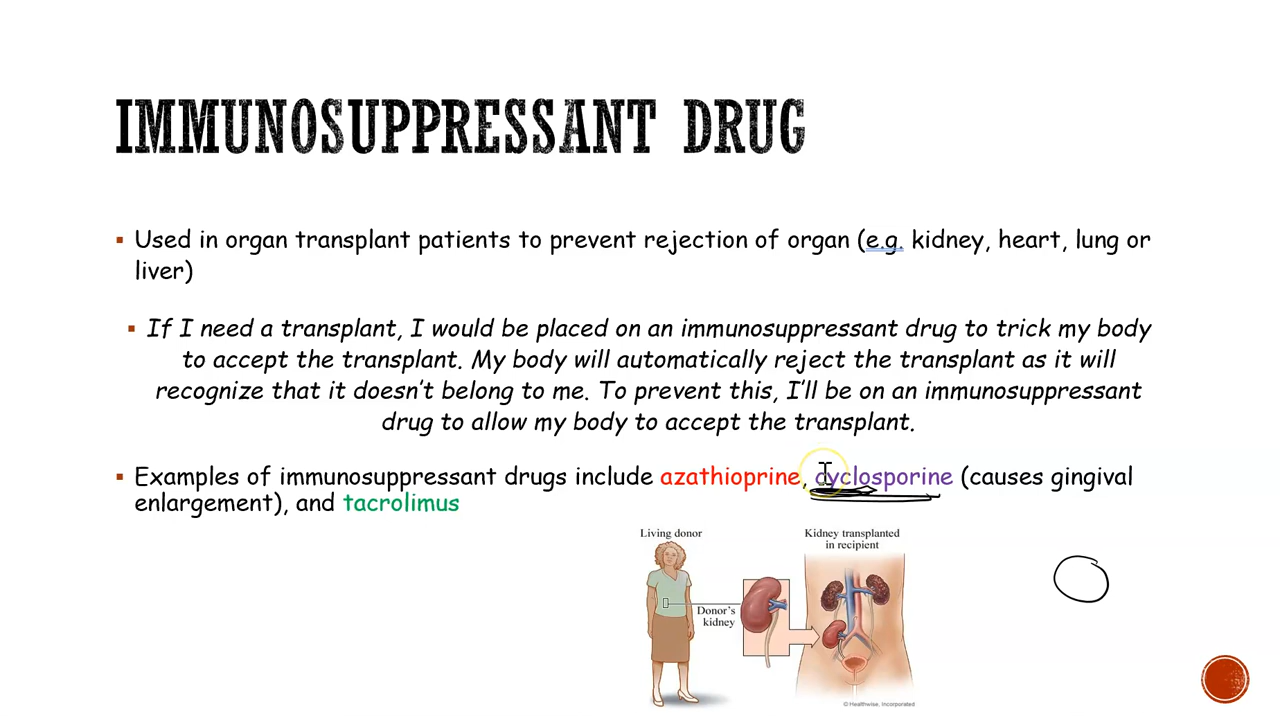 IMMUNOSUPPRESSANT DRUG
▪ Used in organ transplant patients to prevent rejection of organ (e.g. kidney, heart, lung or
liver)
▪ If I need a transplant, I would be placed on an immunosuppressant drug to trick my body
to accept the transplant. My body will automatically reject the transplant as it will
recognize that it doesn't belong to me. To prevent this, I'll be on an immunosuppressant
drug to allow my body to accept the transplant.
▪ Examples of immunosuppressant drugs include azathioprine, cyclosporine (causes gingival
enlargement), and tacrolimus
Living donor
Kidney transplanted
in recipient
Donor's
kidney
© Healthwise, Incorporated